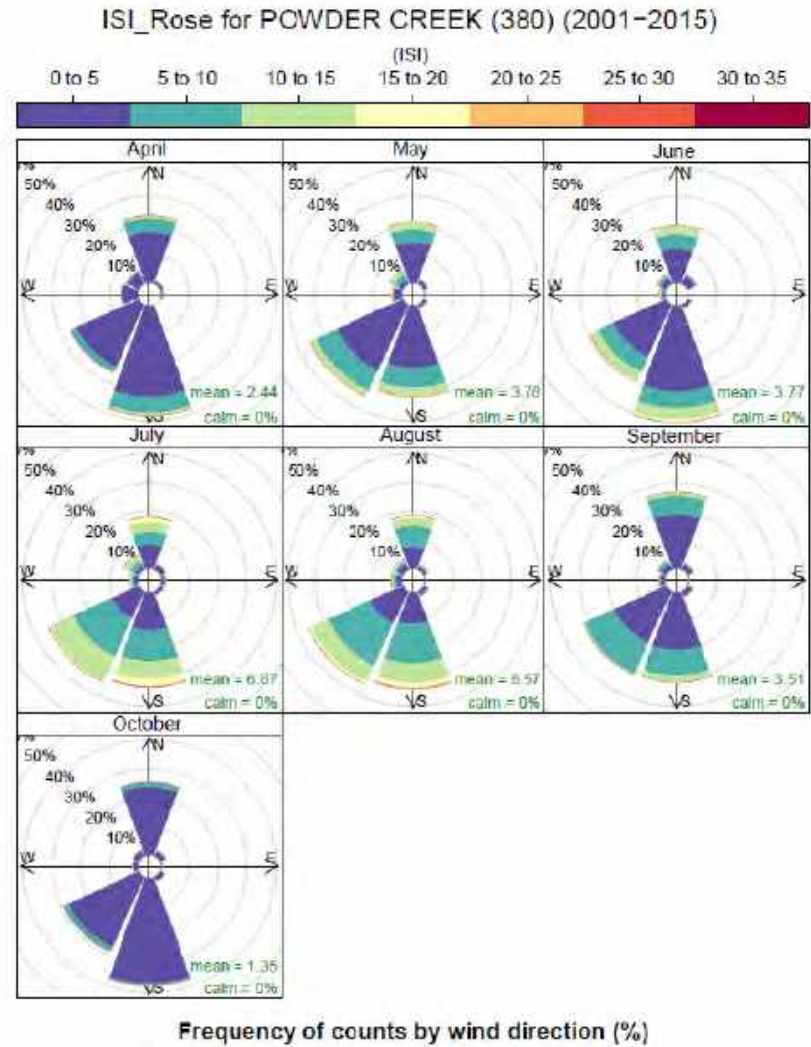 ISI_Rose for POWDER CREEK (380) (2001−2015)
(ISI)
0 to 5 5 to 10 10 to 15 15 to 20 20 to 25 25 to 30 30 to 35
April May June
50% 40% 30% 20% 10% N E S W mean = 2.44 calm = 0%
50% 40% 30% 20% 10% N E S W mean = 3.78 calm = 0%
50% 40% 30% 20% 10% N E S W mean = 3.77 calm = 0%
July August September
50% 40% 30% 20% 10% N E S W mean = 6.87 calm = 0%
50% 40% 30% 20% 10% N E S W calm = 0%
50% 40% 30% 20% 10% N E S W mean = 3.51 calm = 0%
October
50% 40% 30% 20% 10% N E S W mean = 1.35 calm = 0%
Frequency of counts by wind direction (%)